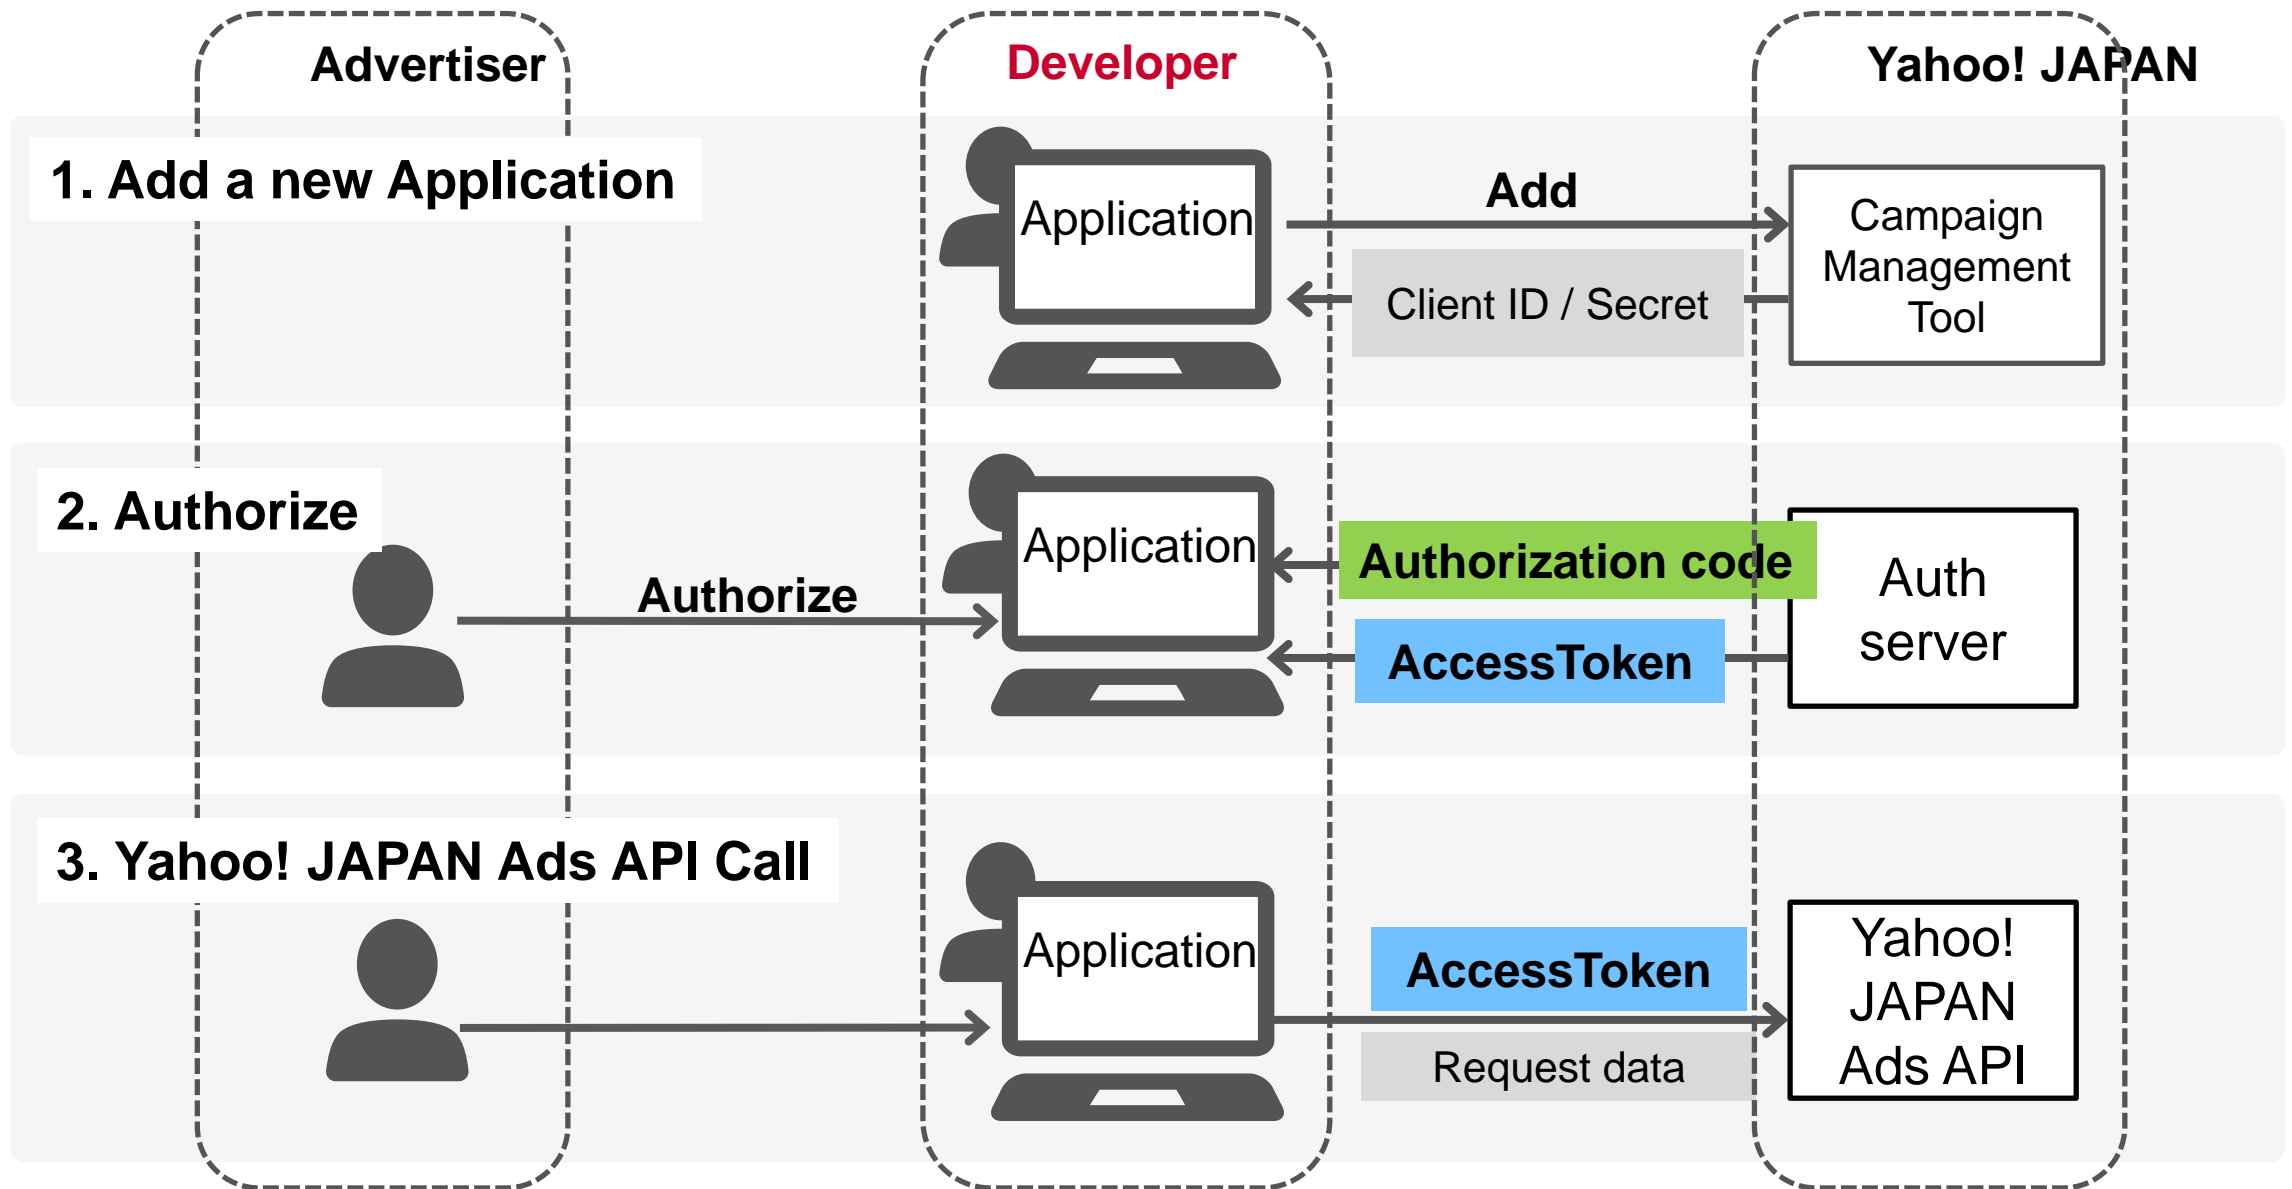 Advertiser
Developer
Yahoo! JAPAN
1. Add a new Application
Application
Add
Client ID / Secret
Campaign
Management
Tool
2. Authorize
Authorize
Application
Authorization code
AccessToken
Auth
server
3. Yahoo! JAPAN Ads API Call
Application
AccessToken
Request data
Yahoo!
JAPAN
Ads API